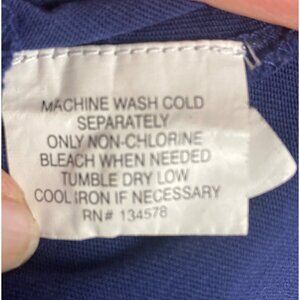 MACHINE WASH COLD
SEPARATELY
ONLY NON-CHLORINE
BLEACH WHEN NEEDED
TUMBLE DRY LOW
COOL IRON IF NECESSARY
RN# 134578